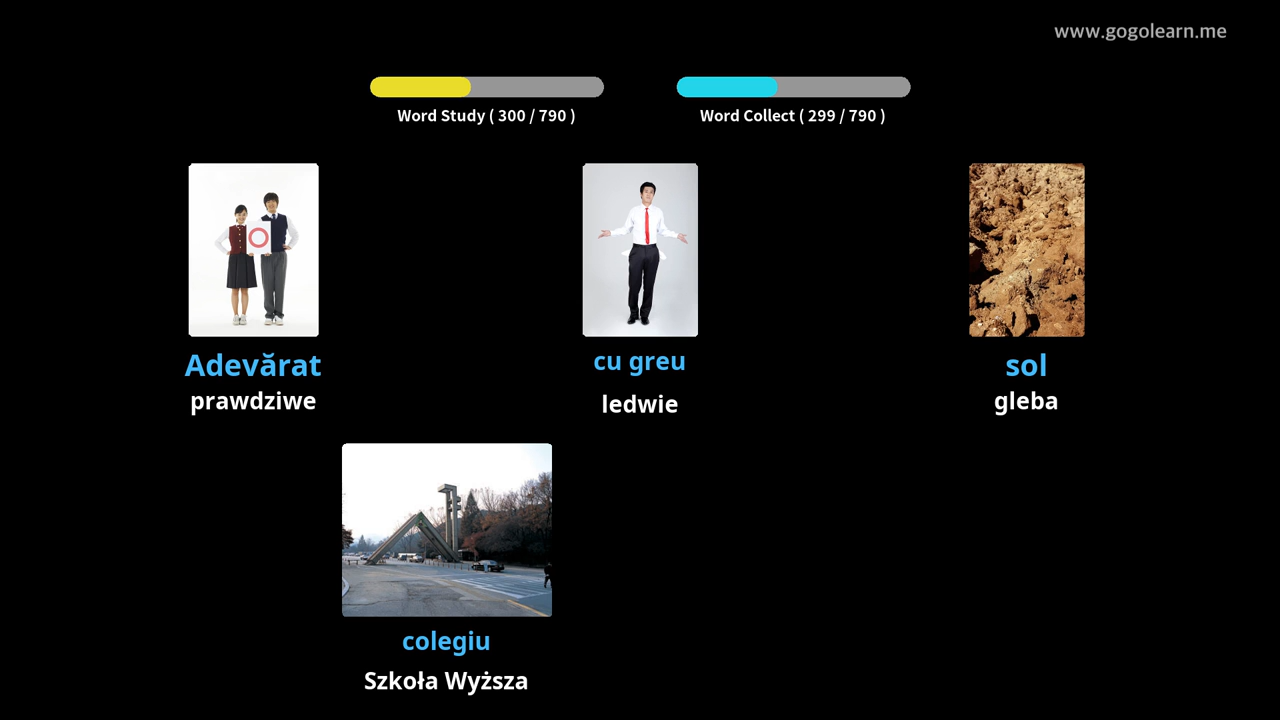 www.gogolearn.me
Word Study ( 300 / 790 )
Word Collect ( 299 / 790 )
Adevărat
prawdziwe
cu greu
ledwie
sol
gleba
colegiu
Szkoła Wyższa